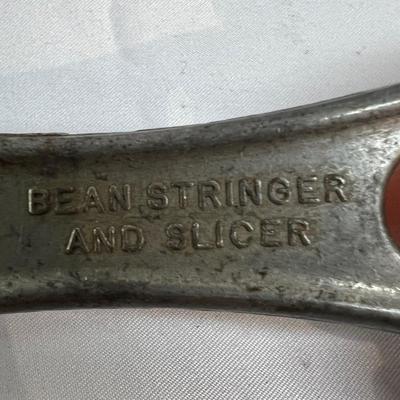 BEAN STRINGER
AND SLICER